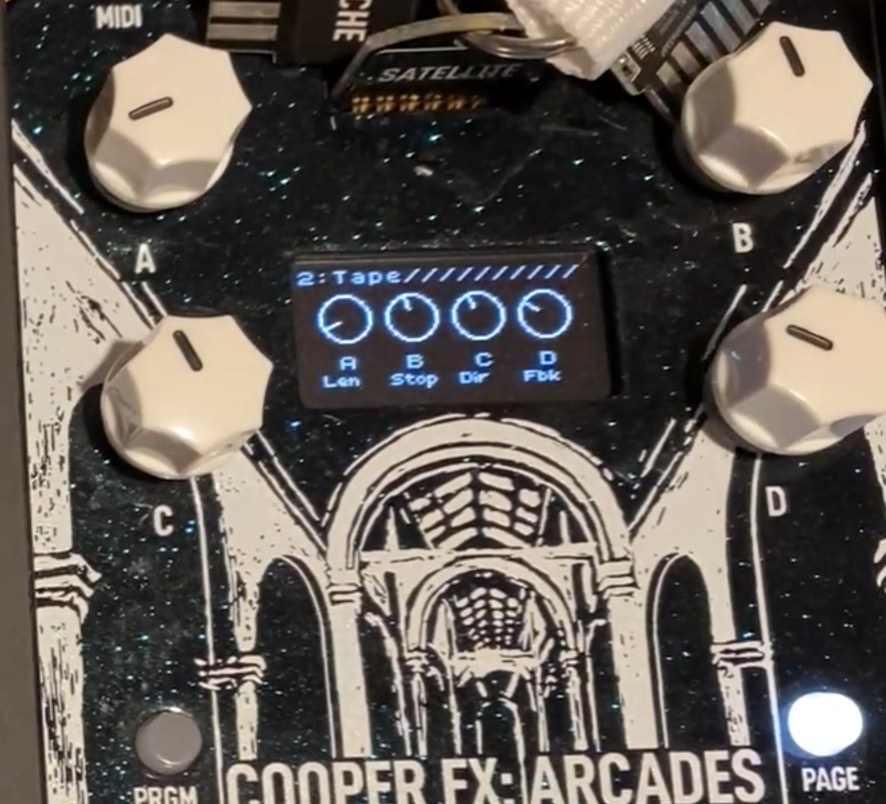 MIDI
CHE
SATELLITE
A
B
2:Tape//////////
A B C D
Len Stop Dir Fbk
C
D
PRGM
PAGE
COOPER FX: ARCADES